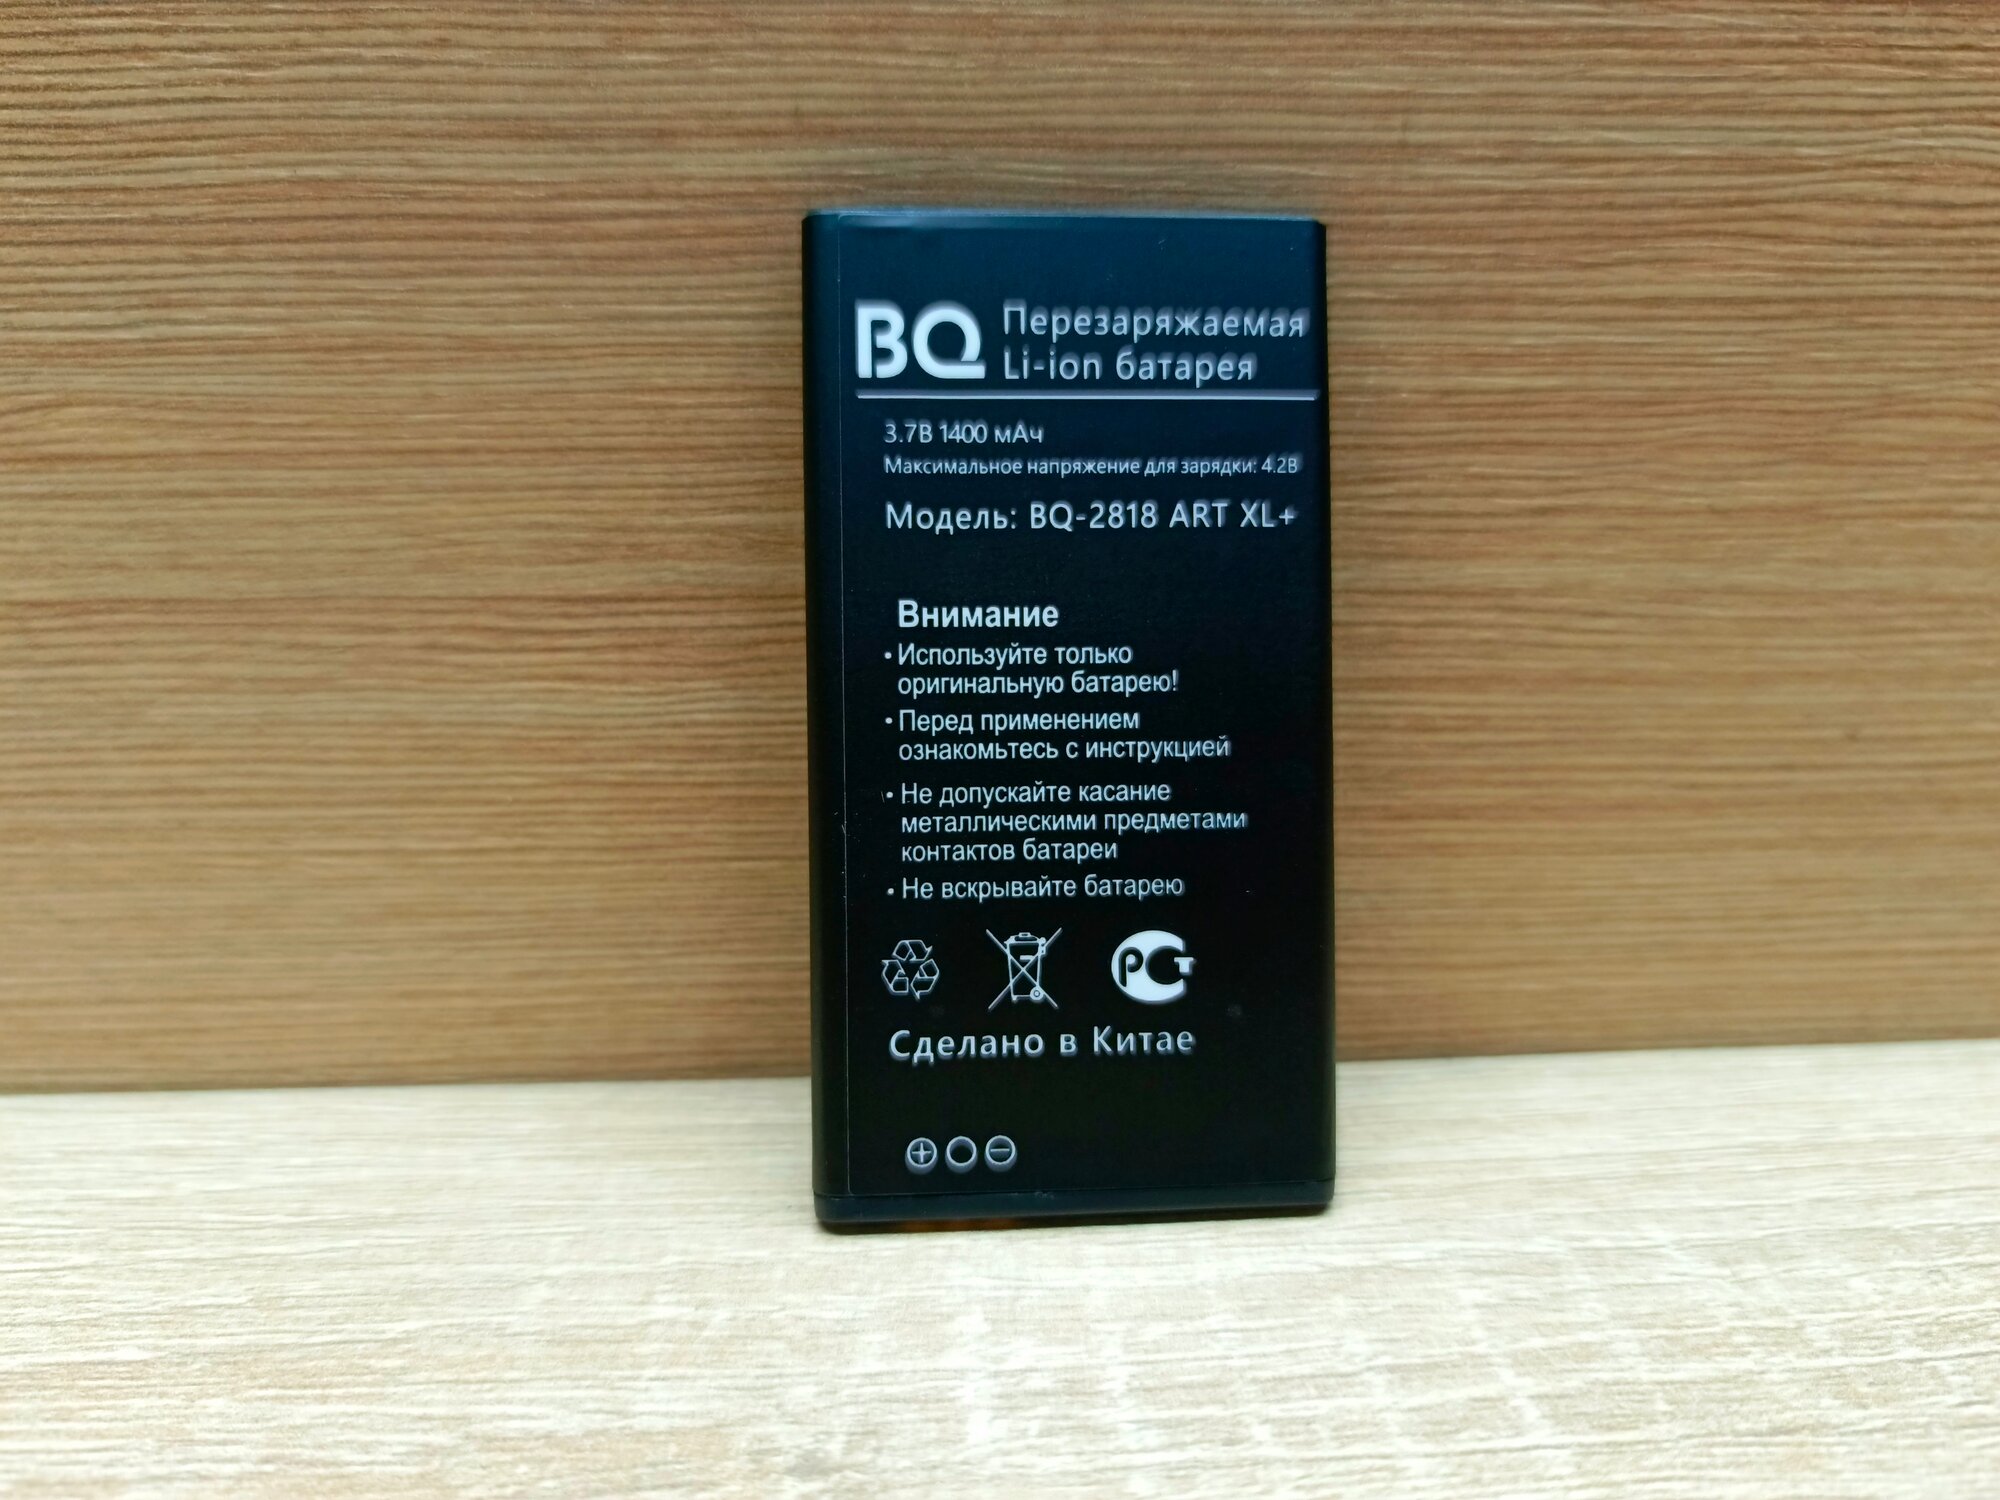 BQ Перезаряжаемая
Li-ion батарея
3.7В 1400 мАч
Максимальное напряжение для зарядки: 4.2В
Модель: BQ-2818 ART XL+
Внимание
• Используйте только
оригинальную батарею!
• Перед применением
ознакомьтесь с инструкцией
• Не допускайте касание
металлическими предметами
контактов батареи
• Не вскрывайте батарею
РСТ
Сделано в Китае